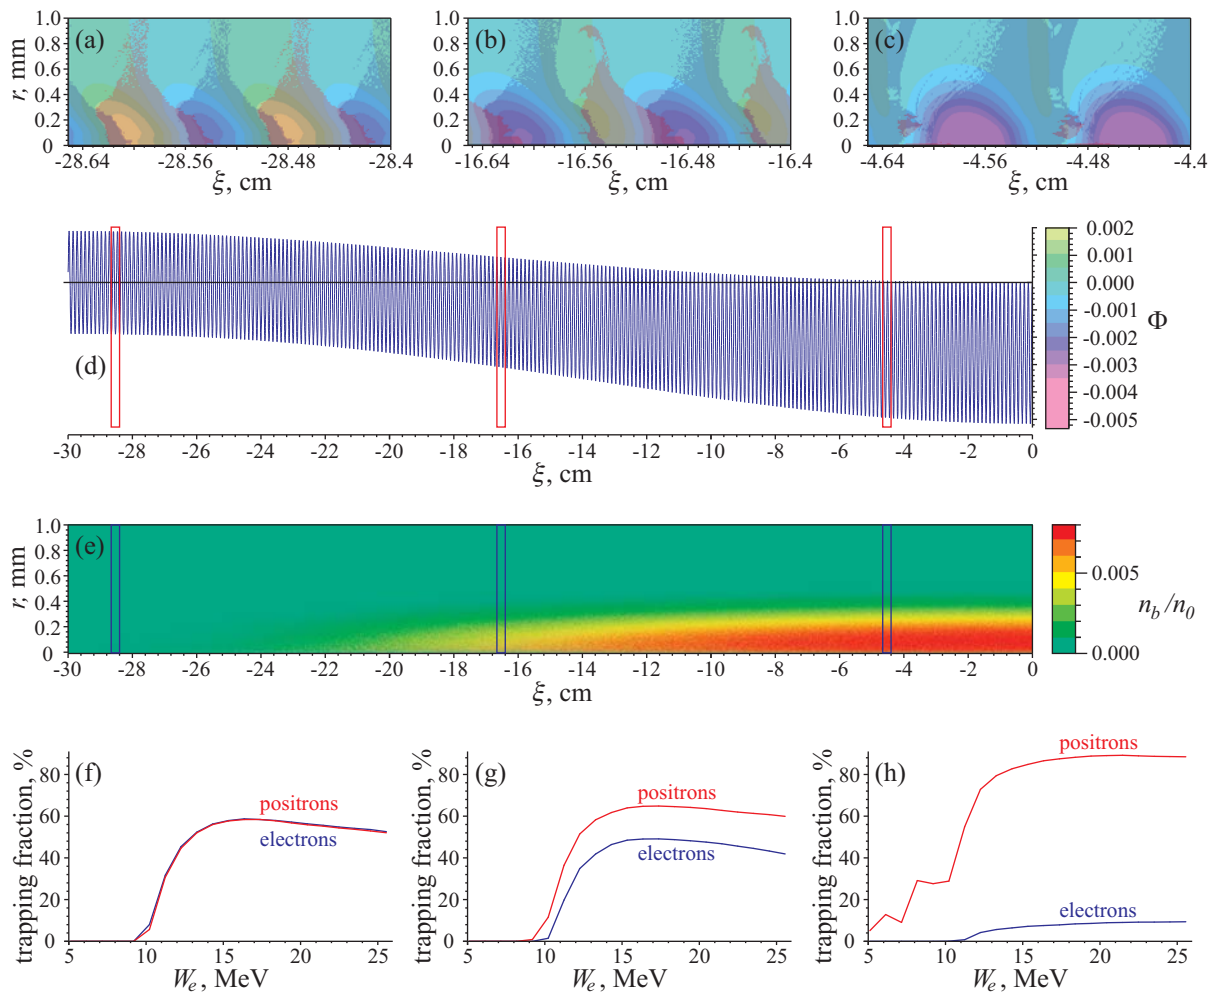 (a)
(b)
(c)
r, mm
1.0
0.8
0.6
0.4
0.2
0
1.0
0.8
0.6
0.4
0.2
0
1.0
0.8
0.6
0.4
0.2
0
-28.64 -28.56 -28.48 -28.4
-16.64 -16.56 -16.48 -16.4
-4.64 -4.56 -4.48 -4.4
ξ, cm
ξ, cm
ξ, cm
(d)
0.002
0.001
0.000
-0.001
-0.002
-0.003
-0.004
-0.005
Φ
-30 -28 -26 -24 -22 -20 -18 -16 -14 -12 -10 -8 -6 -4 -2 0
ξ, cm
(e)
r, mm
1.0
0.8
0.6
0.4
0.2
0
0.005
0.000
n_b/n_0
-30 -28 -26 -24 -22 -20 -18 -16 -14 -12 -10 -8 -6 -4 -2 0
ξ, cm
(f)
trapping fraction, %
80
60
40
20
0
positrons
electrons
5 10 15 20 25
W_e, MeV
(g)
trapping fraction, %
80
60
40
20
0
positrons
electrons
5 10 15 20 25
W_e, MeV
(h)
trapping fraction, %
80
60
40
20
0
positrons
electrons
5 10 15 20 25
W_e, MeV